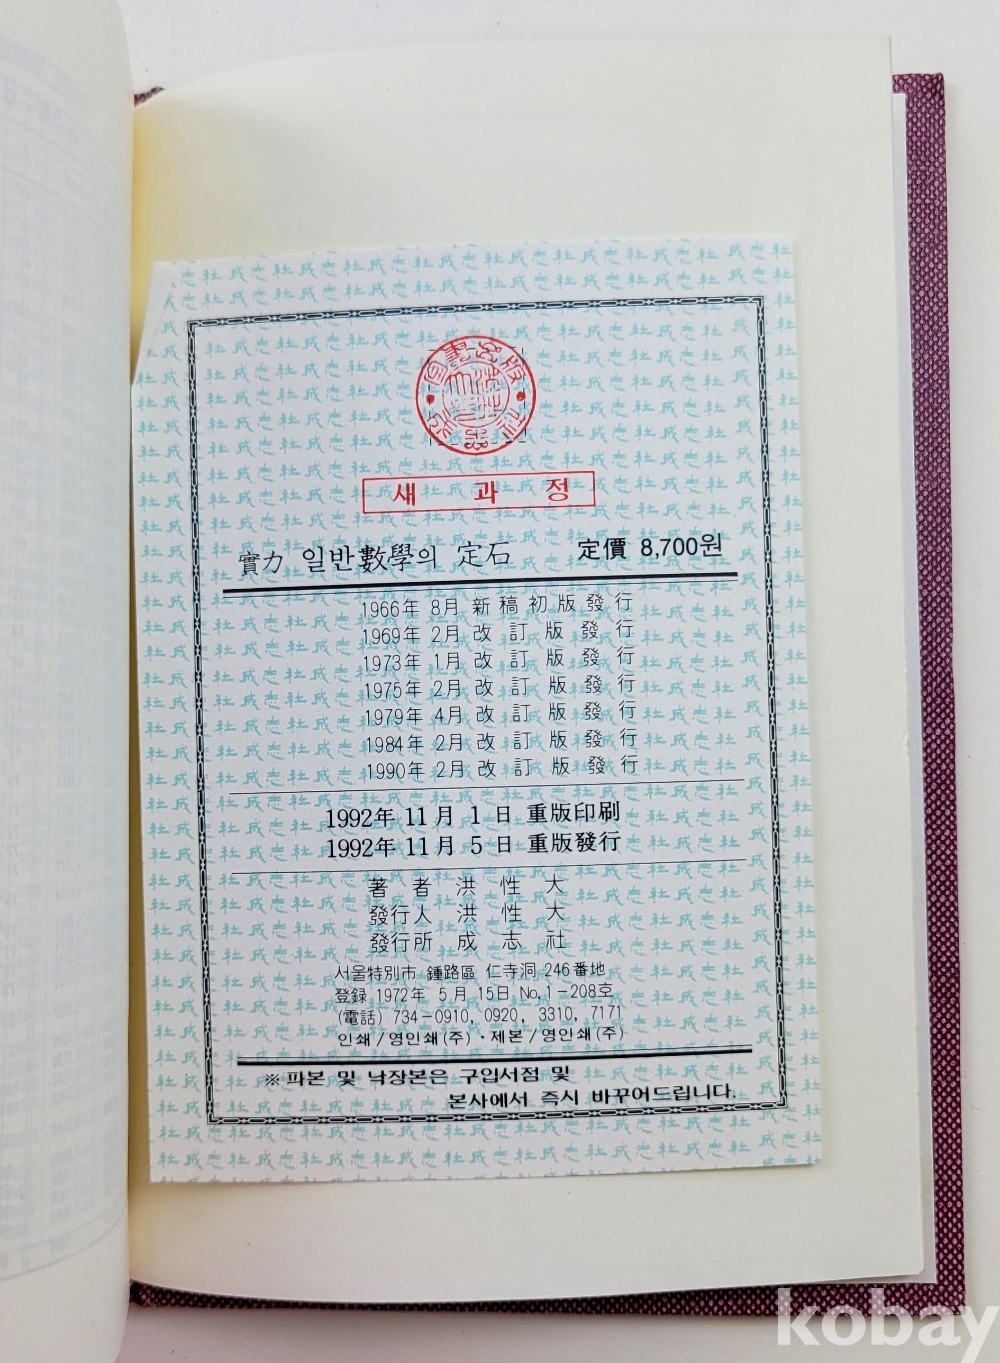 새 과 정
實力 일반數學의 定石 定價 8,700원
1966年 8月 新稿初版發行
1969年 2月 改訂版發行
1973年 1月 改訂版發行
1975年 2月 改訂版發行
1979年 4月 改訂版發行
1984年 2月 改訂版發行
1990年 2月 改訂版發行
1992年 11月 1日 重版印刷
1992年 11月 5日 重版發行
著者 洪性大
發行人 洪性大
發行所 成志社
서울特別市 鍾路區 仁寺洞 246番地
登録 1972年 5月 15日 No.1-208호
(電話) 734-0910, 0920, 3310, 7171
인쇄/영인쇄(주)·제본/영인쇄(주)
※파본 및 낙장본은 구입서점 및
본사에서 즉시 바꾸어드립니다.
kobay